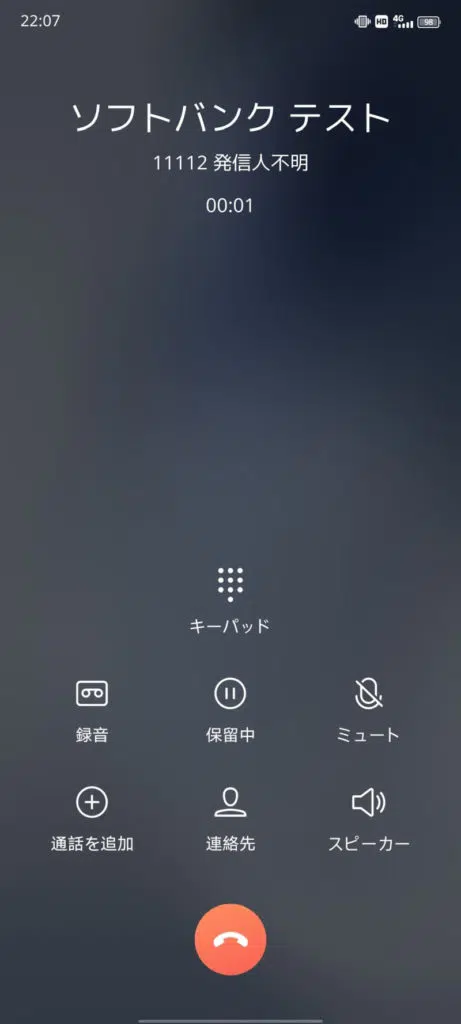 22:07
HD 4G 98
ソフトバンク テスト
11112 発信人不明
00:01
キーパッド
録音 保留中 ミュート
通話を追加 連絡先 スピーカー